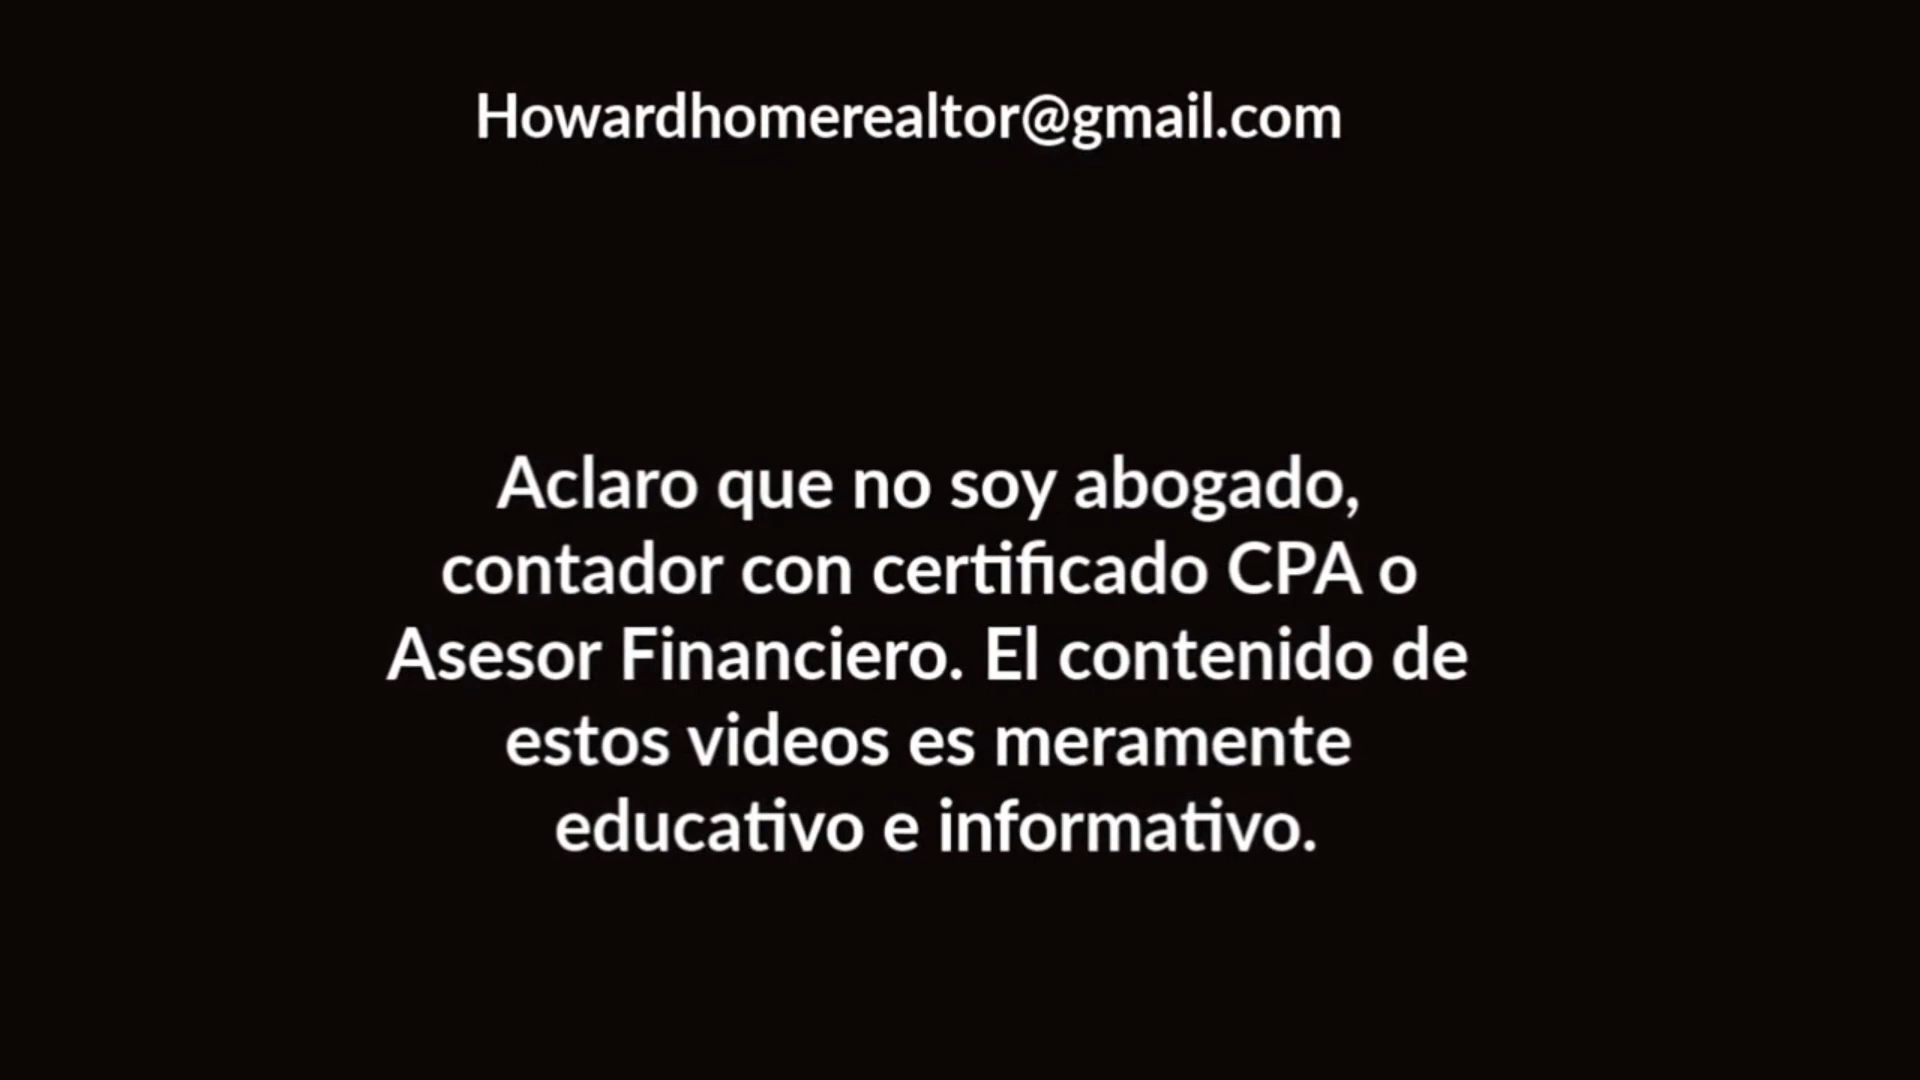 Howardhomerealtor@gmail.com
Aclaro que no soy abogado,
contador con certificado CPA o
Asesor Financiero. El contenido de
estos videos es meramente
educativo e informativo.